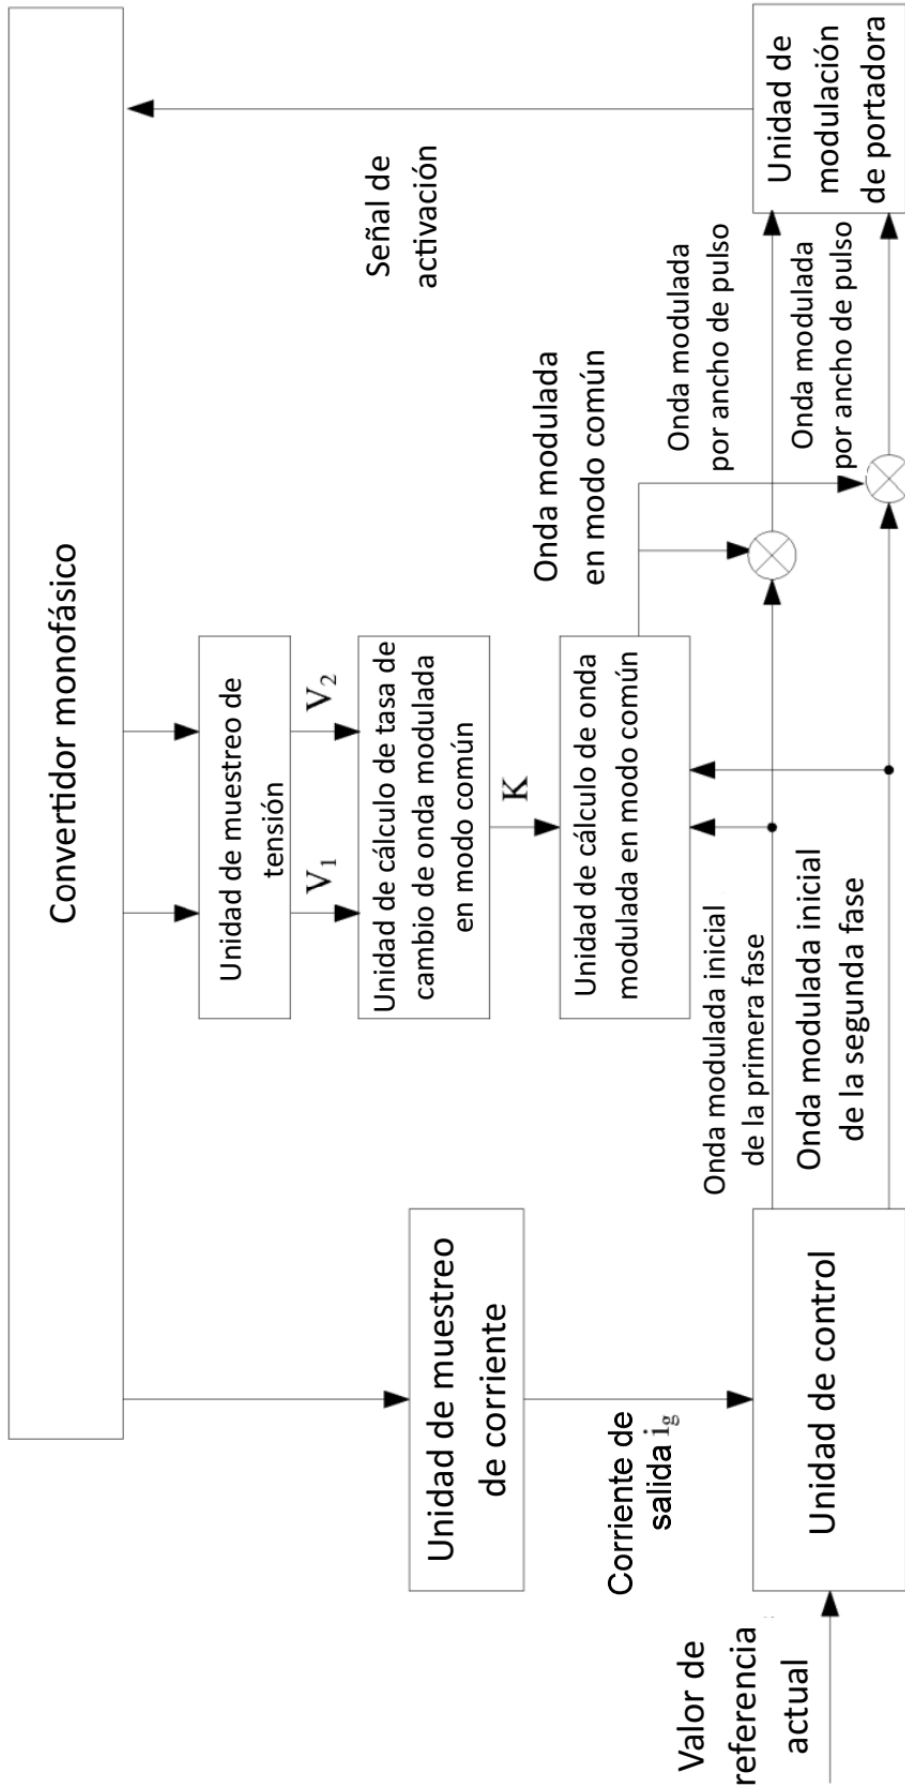 Convertidor monofásico
Unidad de muestreo
de corriente
Corriente de
salida i_g
Valor de
referencia
actual
Unidad de control
Unidad de muestreo de
tensión
V₁
V₂
Unidad de cálculo de tasa de
cambio de onda modulada
en modo común
K
Unidad de cálculo de onda
modulada en modo común
Onda modulada inicial
de la primera fase
Onda modulada inicial
de la segunda fase
Onda modulada
en modo común
Onda modulada
por ancho de pulso
Onda modulada
por ancho de pulso
Señal de
activación
Unidad de
modulación
de portadora